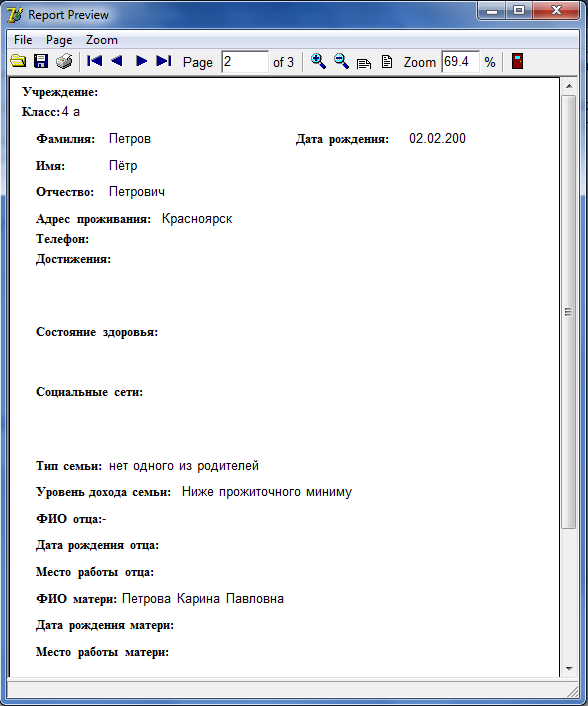 Report Preview
File Page Zoom
Page 2 of 3 Zoom 69.4 %
Учреждение:
Класс: 4 а
Фамилия: Петров Дата рождения: 02.02.200
Имя: Пётр
Отчество: Петрович
Адрес проживания: Красноярск
Телефон:
Достижения:
Состояние здоровья:
Социальные сети:
Тип семьи: нет одного из родителей
Уровень дохода семьи: Ниже прожиточного миниму
ФИО отца:-
Дата рождения отца:
Место работы отца:
ФИО матери: Петрова Карина Павловна
Дата рождения матери:
Место работы матери: